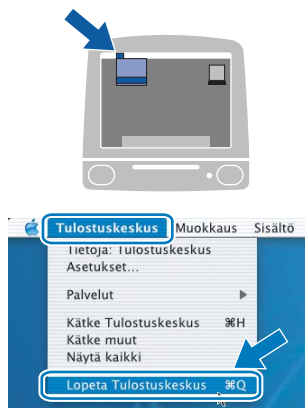 Tulostuskeskus Muokkaus Sisältö
Tietoja: Tulostuskeskus
Asetukset...
Palvelut
Kätke Tulostuskeskus ⌘H
Kätke muut
Näytä kaikki
Lopeta Tulostuskeskus ⌘Q